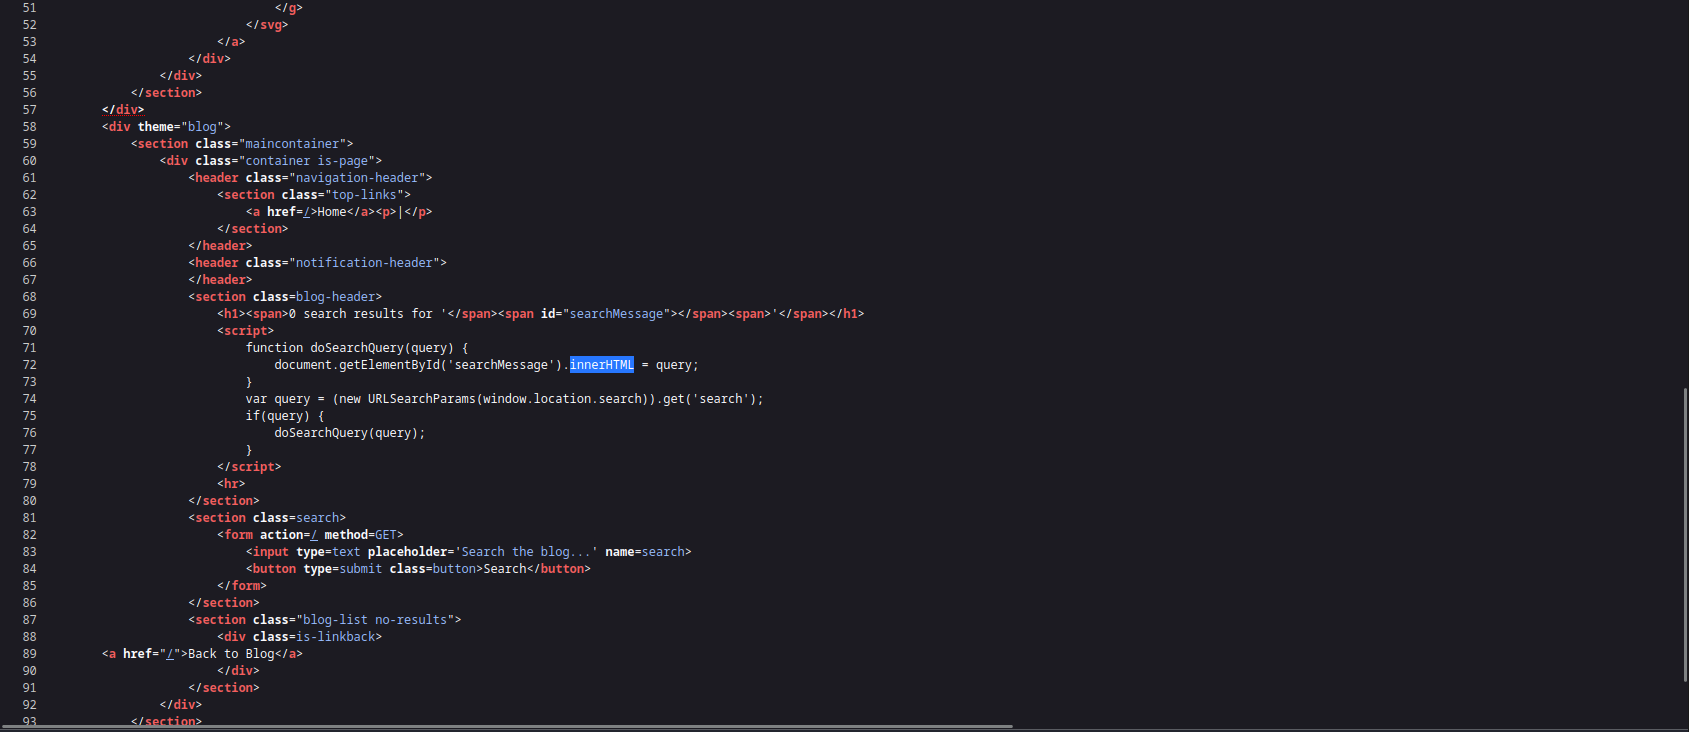 51 </g>
52 </svg>
53 </a>
54 </div>
55 </div>
56 </section>
57 </div>
58 <div theme="blog">
59 <section class="maincontainer">
60 <div class="container is-page">
61 <header class="navigation-header">
62 <section class="top-links">
63 <a href=/>Home</a><p>|</p>
64 </section>
65 </header>
66 <header class="notification-header">
67 </header>
68 <section class=blog-header>
69 <h1><span>0 search results for '</span><span id="searchMessage"></span><span>'</span></h1>
70 <script>
71 function doSearchQuery(query) {
72 document.getElementById('searchMessage').innerHTML = query;
73 }
74 var query = (new URLSearchParams(window.location.search)).get('search');
75 if(query) {
76 doSearchQuery(query);
77 }
78 </script>
79 <hr>
80 </section>
81 <section class=search>
82 <form action=/ method=GET>
83 <input type=text placeholder='Search the blog...' name=search>
84 <button type=submit class=button>Search</button>
85 </form>
86 </section>
87 <section class="blog-list no-results">
88 <div class=is-linkback>
89 <a href="/">Back to Blog</a>
90 </div>
91 </section>
92 </div>
93 </section>